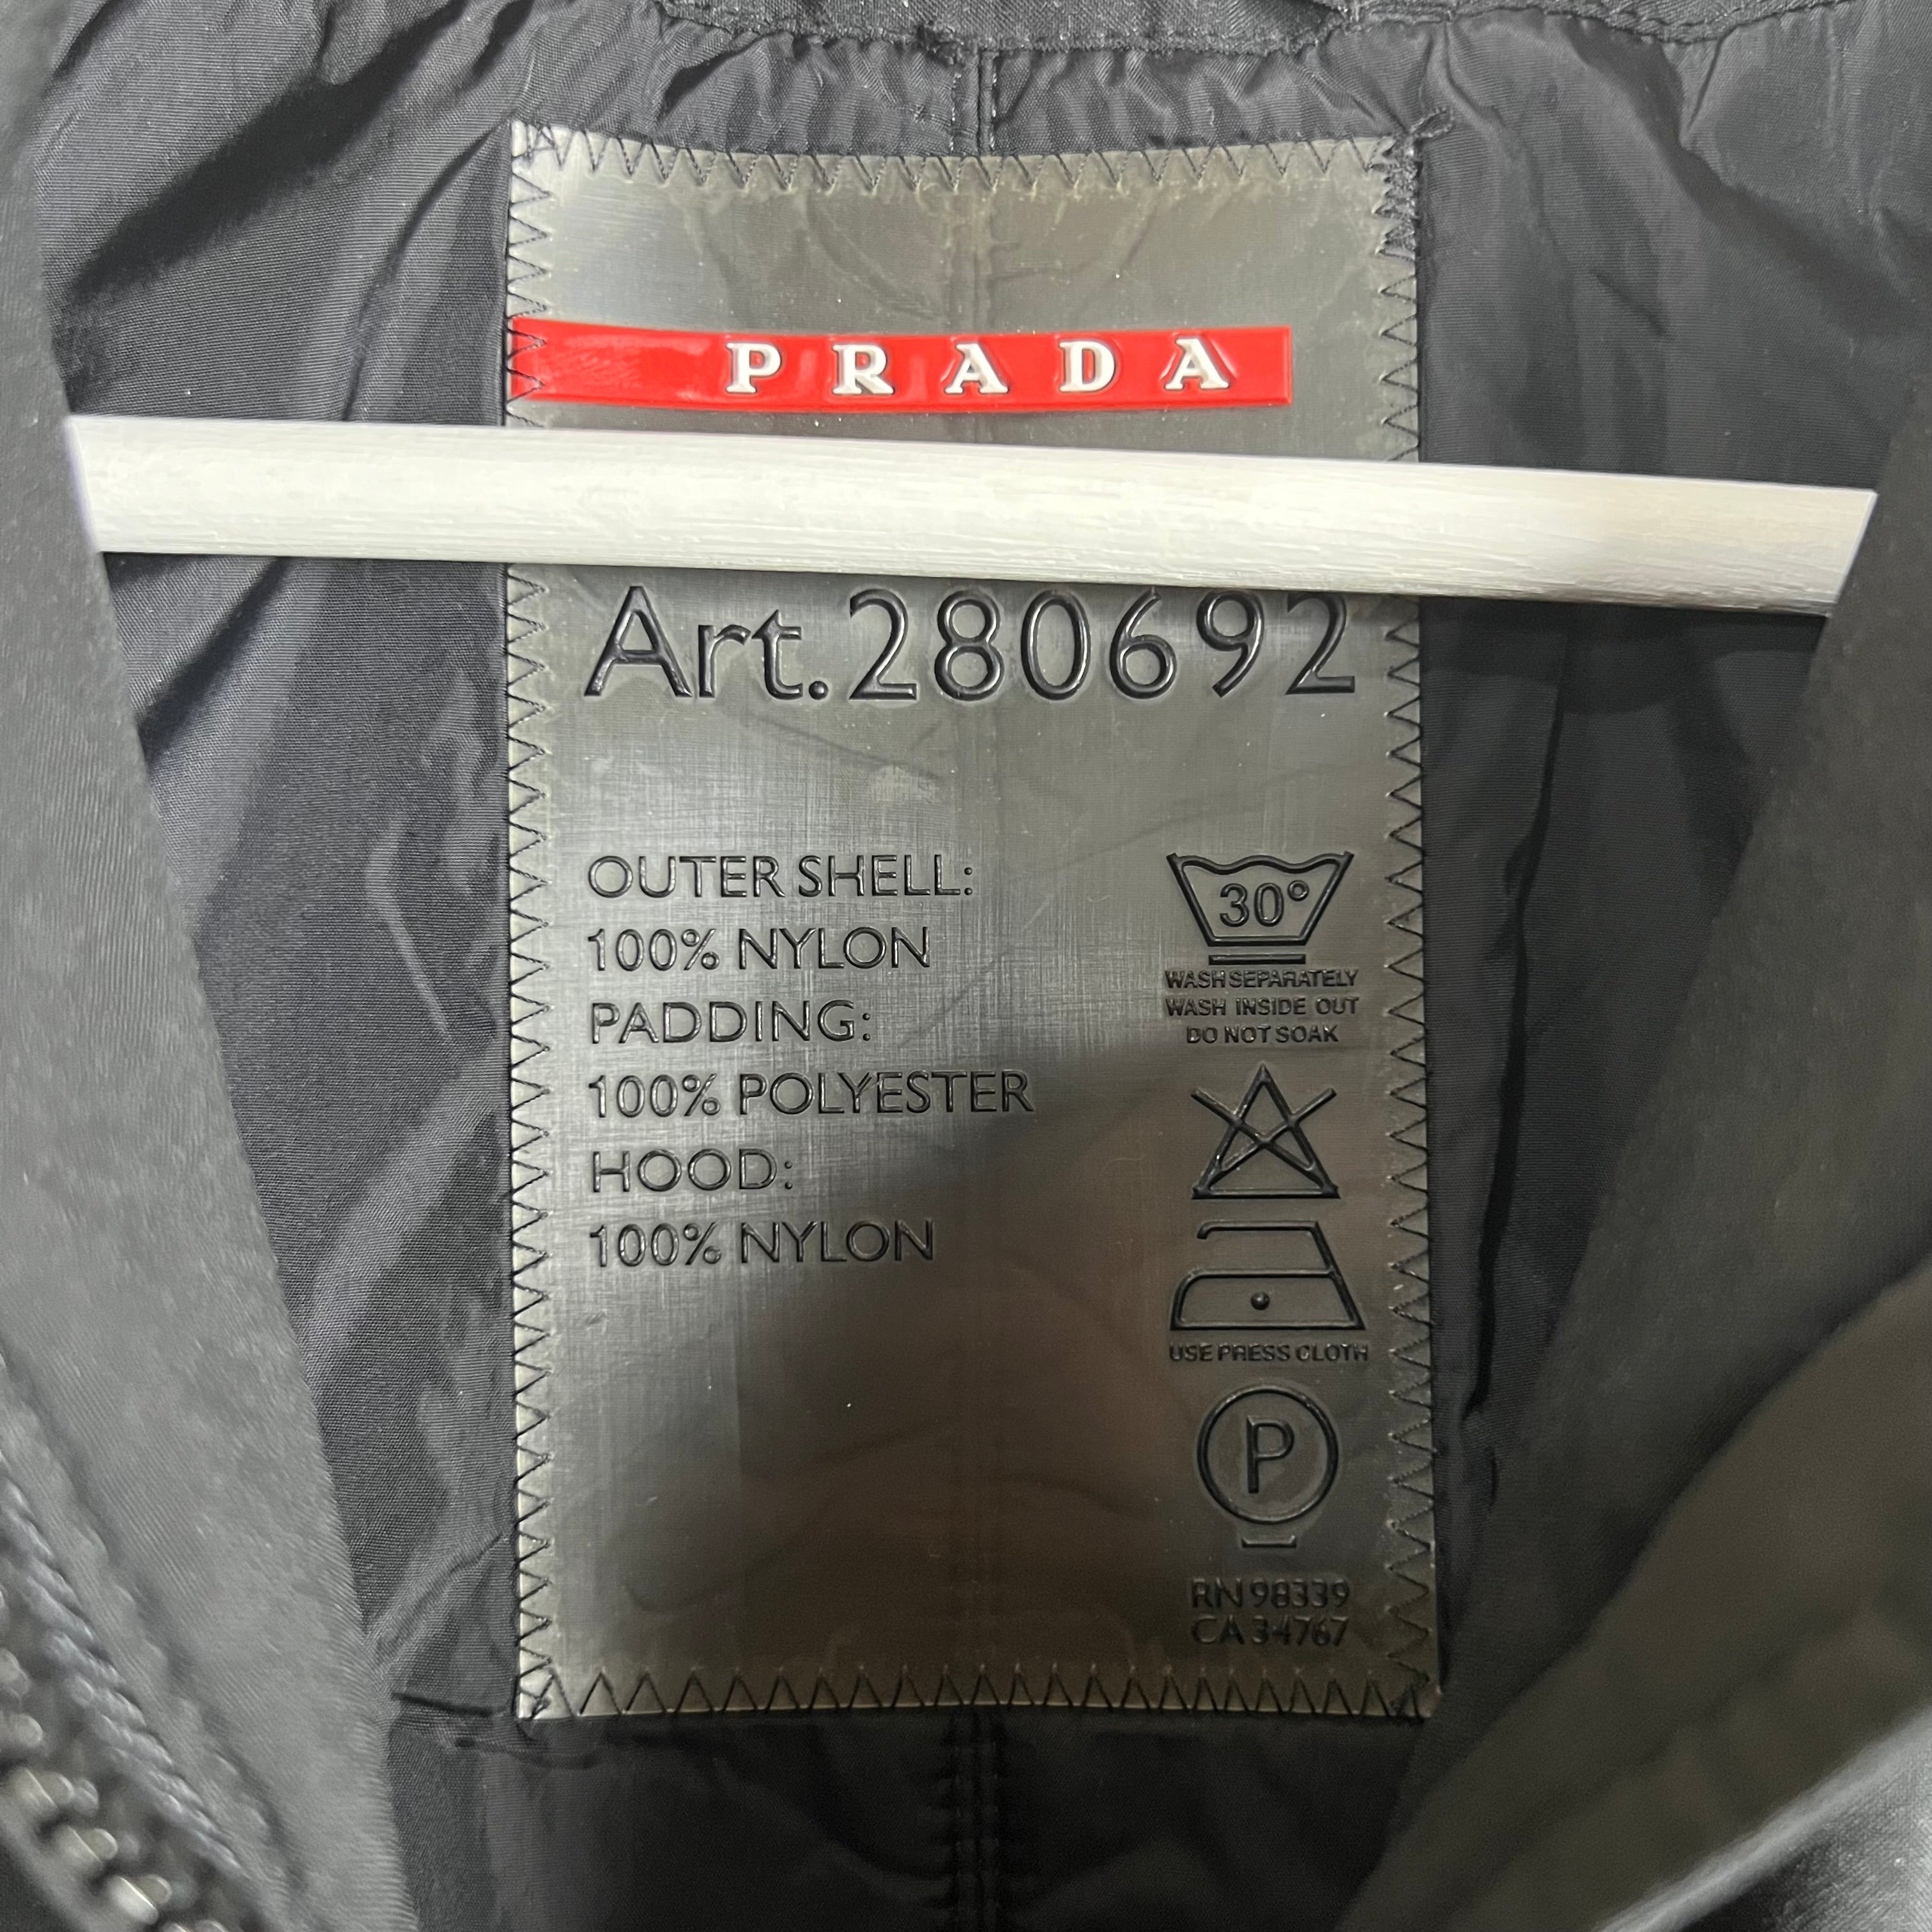 PRADA
Art.280692
OUTER SHELL:
100% NYLON
PADDING:
100% POLYESTER
HOOD:
100% NYLON
30°
WASH SEPARATELY
WASH INSIDE OUT
DO NOT SOAK
USE PRESS CLOTH
P
RN 98339
CA 34767